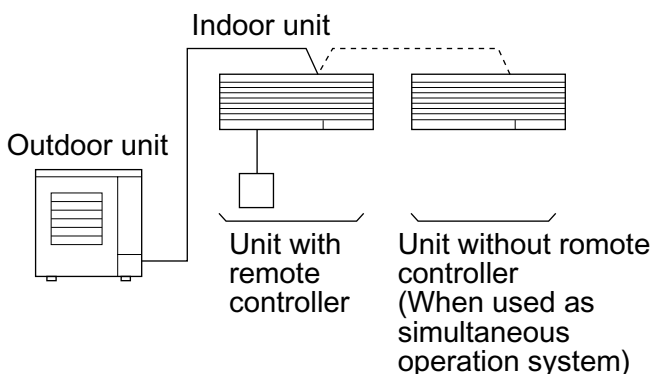 Indoor unit
Outdoor unit
Unit with
remote
controller
Unit without romote
controller
(When used as
simultaneous
operation system)